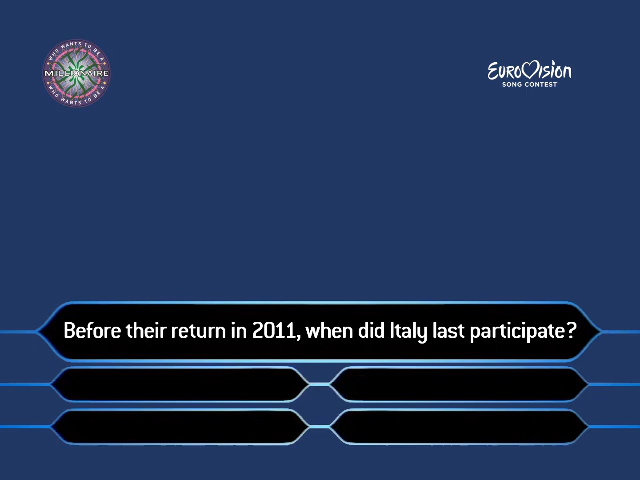 WHO WANTS TO BE A
MILLIONAIRE
WHO WANTS TO BE A
EUROVISION
SONG CONTEST
Before their return in 2011, when did Italy last participate?